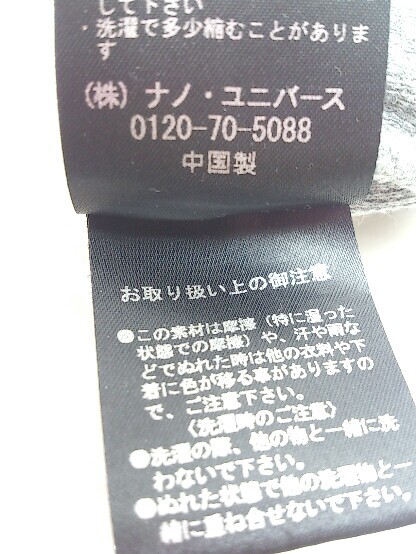 して下さい
・洗濯で多少縮むことがありま
す
(株) ナノ・ユニバース
0120-70-5088
中国製
お取り扱い上の御注意
●この素材は摩擦(特に湿った
状態での摩擦)や、汗や雨な
どでぬれた時は他の衣料や下
着に色が移る事がありますの
で、ご注意下さい。
〈洗濯時のご注意〉
●洗濯の際、他の物と一緒に洗
わないで下さい。
●ぬれた状態で他の洗濯物と一
緒に重ね合せないで下さい。